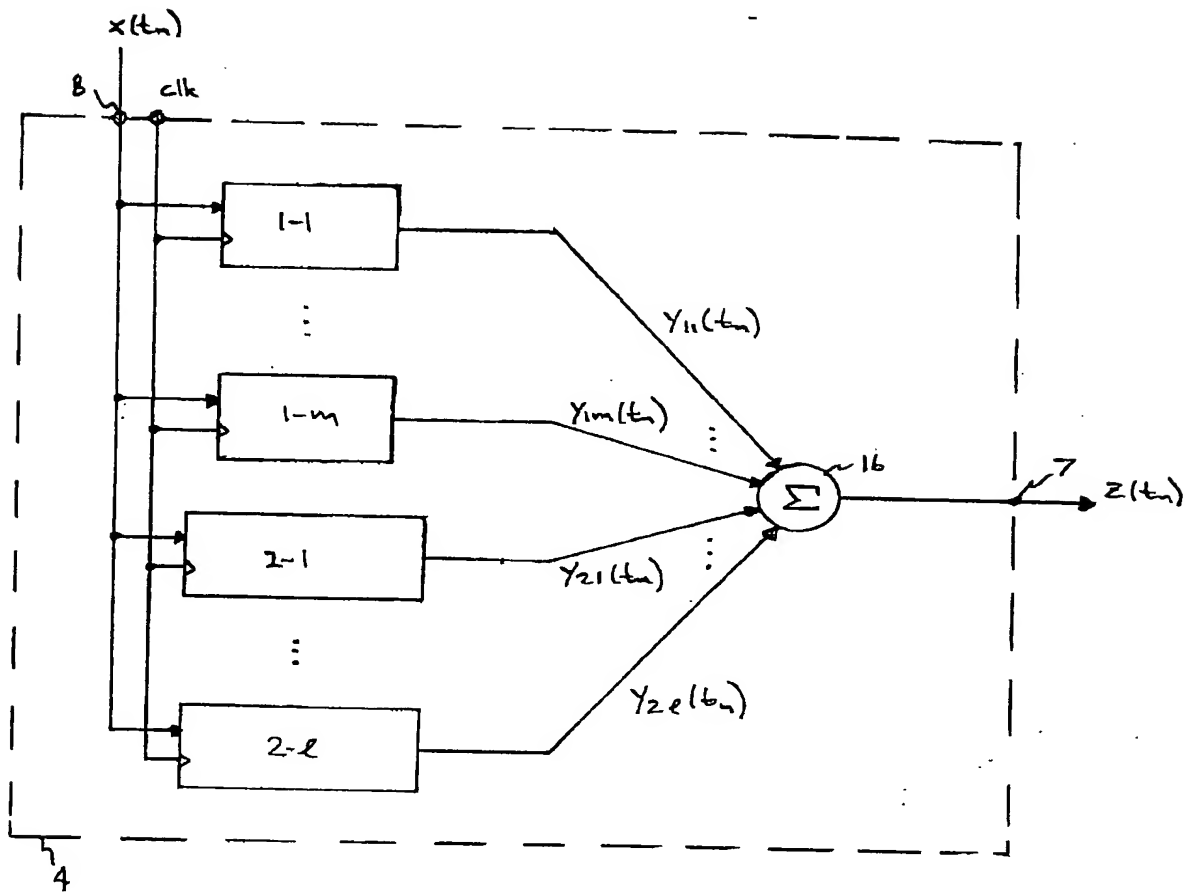 x(tn)
8
clk
1-1
y11(tn)
1-m
y1m(tn)
16
Σ
7
z(tn)
2-1
y21(tn)
2-l
y2l(tn)
4